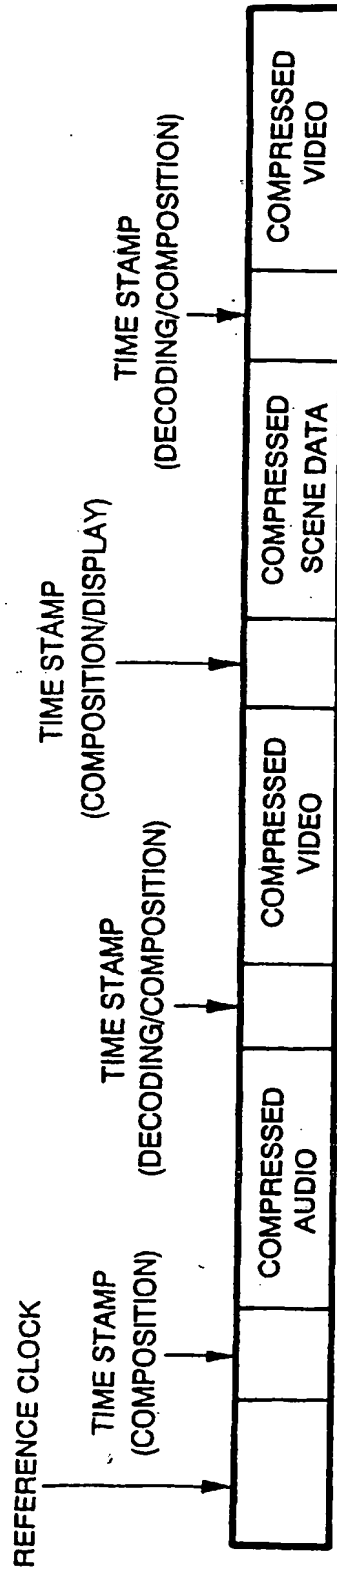 REFERENCE CLOCK
TIME STAMP
(COMPOSITION)
TIME STAMP
(DECODING/COMPOSITION)
TIME STAMP
(COMPOSITION/DISPLAY)
TIME STAMP
(DECODING/COMPOSITION)
COMPRESSED
AUDIO
COMPRESSED
VIDEO
COMPRESSED
SCENE DATA
COMPRESSED
VIDEO